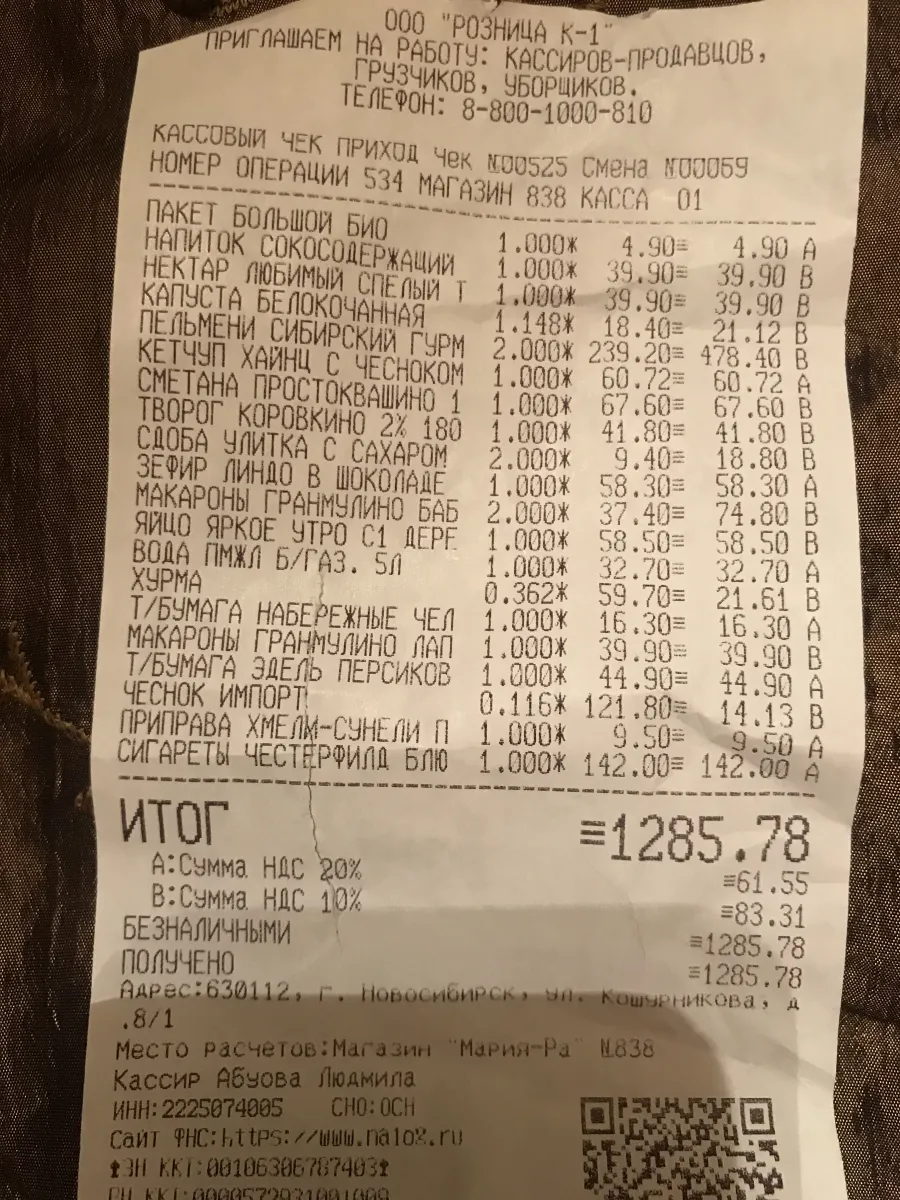 ООО "РОЗНИЦА К-1"
ПРИГЛАШАЕМ НА РАБОТУ: КАССИРОВ-ПРОДАВЦОВ,
ГРУЗЧИКОВ, УБОРЩИКОВ.
ТЕЛЕФОН: 8-800-1000-810
КАССОВЫЙ ЧЕК ПРИХОД Чек №00525 Смена №00069
НОМЕР ОПЕРАЦИИ 534 МАГАЗИН 838 КАССА 01
ПАКЕТ БОЛЬШОЙ БИО 1.000* 4.90≡ 4.90 А
НАПИТОК СОКОСОДЕРЖАЩИЙ 1.000* 39.90≡ 39.90 В
НЕКТАР ЛЮБИМЫЙ СПЕЛЫЙ Т 1.000* 39.90≡ 39.90 В
КАПУСТА БЕЛОКОЧАННАЯ 1.148* 18.40≡ 21.12 В
ПЕЛЬМЕНИ СИБИРСКИЙ ГУРМ 2.000* 239.20≡ 478.40 В
КЕТЧУП ХАЙНЦ С ЧЕСНОКОМ 1.000* 60.72≡ 60.72 А
СМЕТАНА ПРОСТОКВАШИНО 1 1.000* 67.60≡ 67.60 В
ТВОРОГ КОРОВКИНО 2% 180 1.000* 41.80≡ 41.80 В
СДОБА УЛИТКА С САХАРОМ 2.000* 9.40≡ 18.80 В
ЗЕФИР ЛИНДО В ШОКОЛАДЕ 1.000* 58.30≡ 58.30 А
МАКАРОНЫ ГРАНМУЛИНО БАБ 2.000* 37.40≡ 74.80 В
ЯЙЦО ЯРКОЕ УТРО С1 ДЕРЕ 1.000* 58.50≡ 58.50 В
ВОДА ПМЖЛ Б/ГАЗ. 5Л 1.000* 32.70≡ 32.70 А
ХУРМА 0.362* 59.70≡ 21.61 В
Т/БУМАГА НАБЕРЕЖНЫЕ ЧЕЛ 1.000* 16.30≡ 16.30 А
МАКАРОНЫ ГРАНМУЛИНО ЛАП 1.000* 39.90≡ 39.90 В
Т/БУМАГА ЭДЕЛЬ ПЕРСИКОВ 1.000* 44.90≡ 44.90 А
ЧЕСНОК ИМПОРТ 0.116* 121.80≡ 14.13 В
ПРИПРАВА ХМЕЛИ-СУНЕЛИ П 1.000* 9.50≡ 9.50 А
СИГАРЕТЫ ЧЕСТЕРФИЛД БЛЮ 1.000* 142.00≡ 142.00 А
ИТОГ ≡1285.78
А:Сумма НДС 20% ≡61.55
В:Сумма НДС 10% ≡83.31
БЕЗНАЛИЧНЫМИ ≡1285.78
ПОЛУЧЕНО ≡1285.78
Адрес:630112, г. Новосибирск, ул. Кошурникова, д
.8/1
Место расчетов:Магазин "Мария-Ра" №838
Кассир Абуова Людмила
ИНН:2225074005 СНО:ОСН
Сайт ФНС:https://www.nalog.ru
ЗН ККТ:00106306787403
РН ККТ:0000572931001009